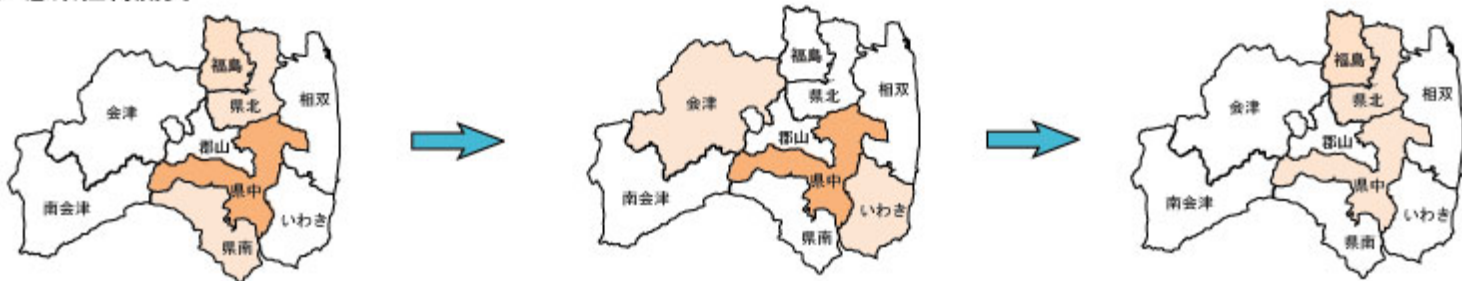 福島
県北
相双
会津
郡山
県中
南会津
いわき
県南
福島
県北
相双
会津
郡山
県中
南会津
いわき
県南
福島
県北
相双
会津
郡山
県中
南会津
いわき
県南